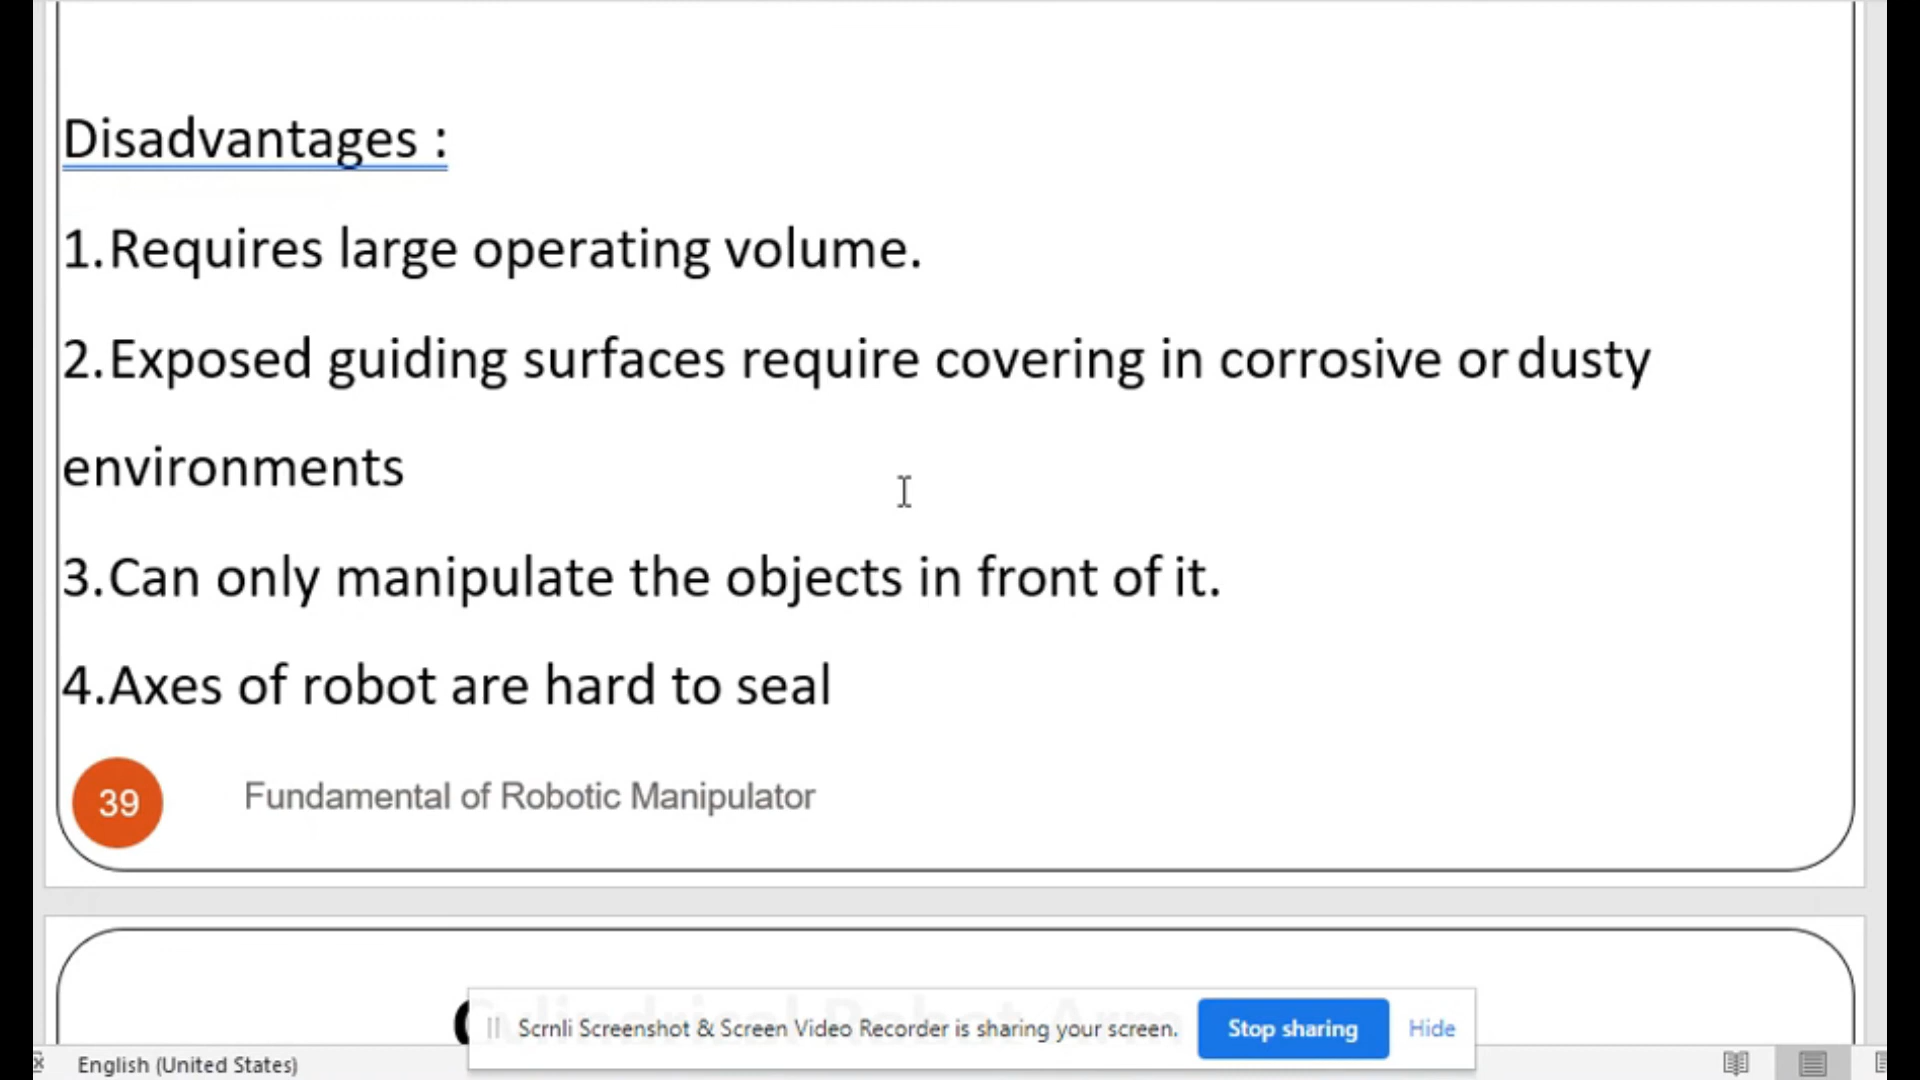 Disadvantages :
1.Requires large operating volume.
2.Exposed guiding surfaces require covering in corrosive or dusty
environments
3.Can only manipulate the objects in front of it.
4.Axes of robot are hard to seal
39 Fundamental of Robotic Manipulator
Scrnli Screenshot & Screen Video Recorder is sharing your screen. Stop sharing Hide
English (United States)